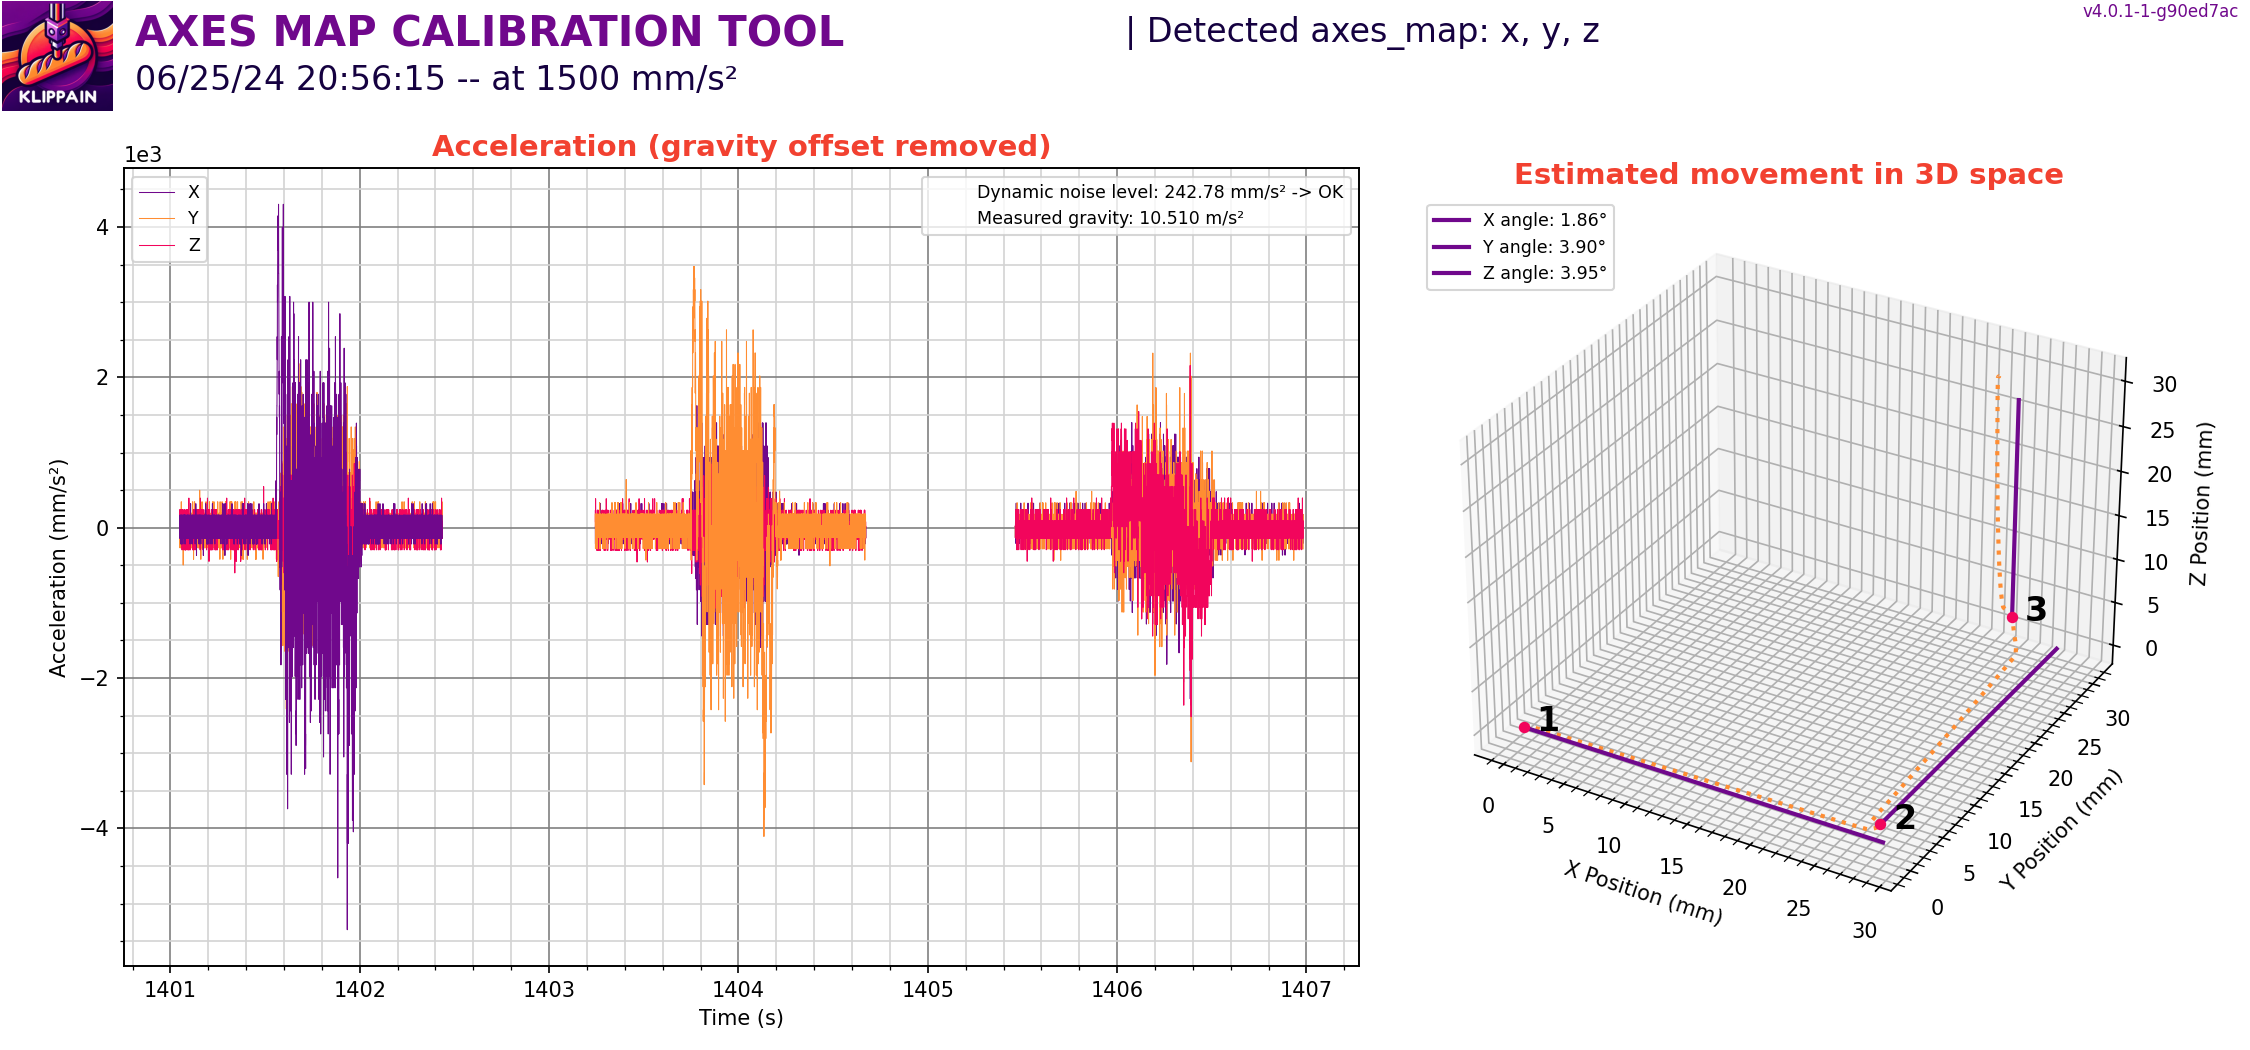 AXES MAP CALIBRATION TOOL
| Detected axes_map: x, y, z
v4.0.1-1-g90ed7ac
06/25/24 20:56:15 -- at 1500 mm/s²
KLIPPAIN
Acceleration (gravity offset removed)
1e3
X
Y
Z
Dynamic noise level: 242.78 mm/s² -> OK
Measured gravity: 10.510 m/s²
4
2
0
−2
−4
Acceleration (mm/s²)
1401 1402 1403 1404 1405 1406 1407
Time (s)
Estimated movement in 3D space
X angle: 1.86°
Y angle: 3.90°
Z angle: 3.95°
1
2
3
0 5 10 15 20 25 30
X Position (mm)
0 5 10 15 20 25 30
Y Position (mm)
30
25
20
15
10
5
0
Z Position (mm)